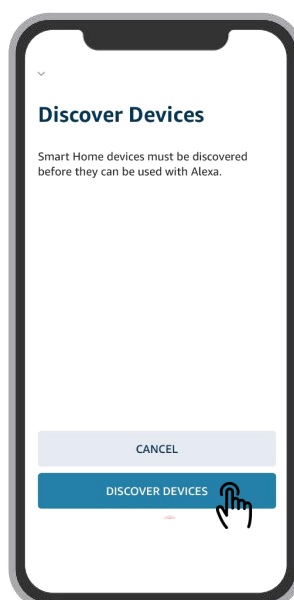 Discover Devices
Smart Home devices must be discovered
before they can be used with Alexa.
CANCEL
DISCOVER DEVICES